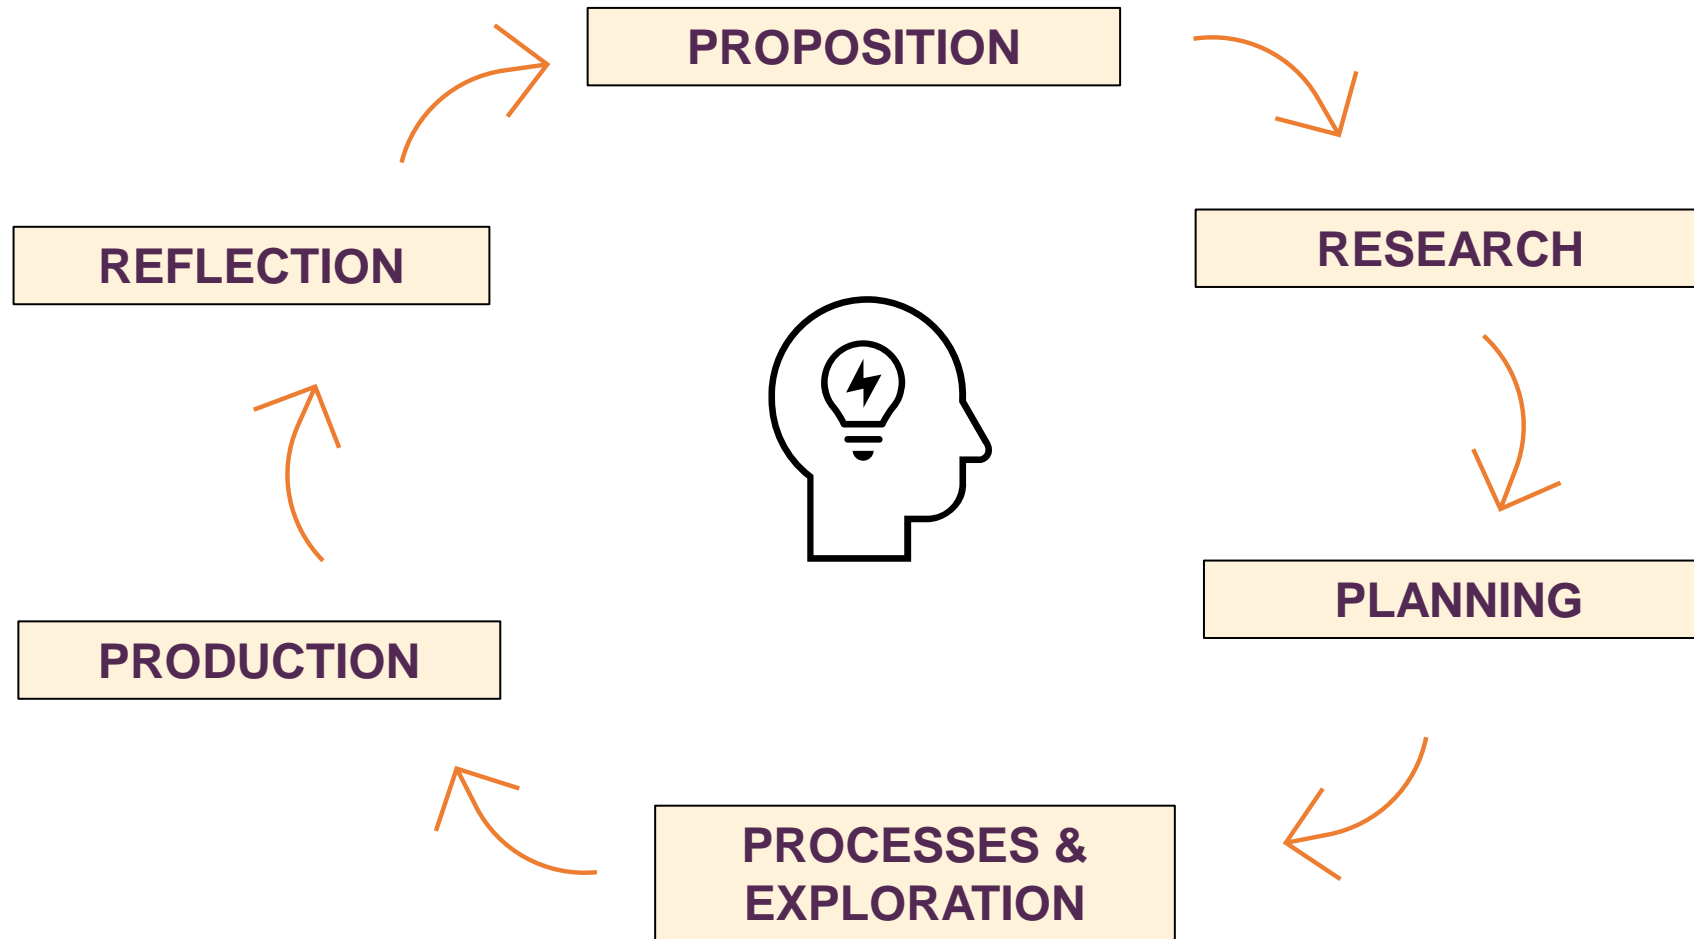 PROPOSITION
RESEARCH
PLANNING
PROCESSES &
EXPLORATION
PRODUCTION
REFLECTION